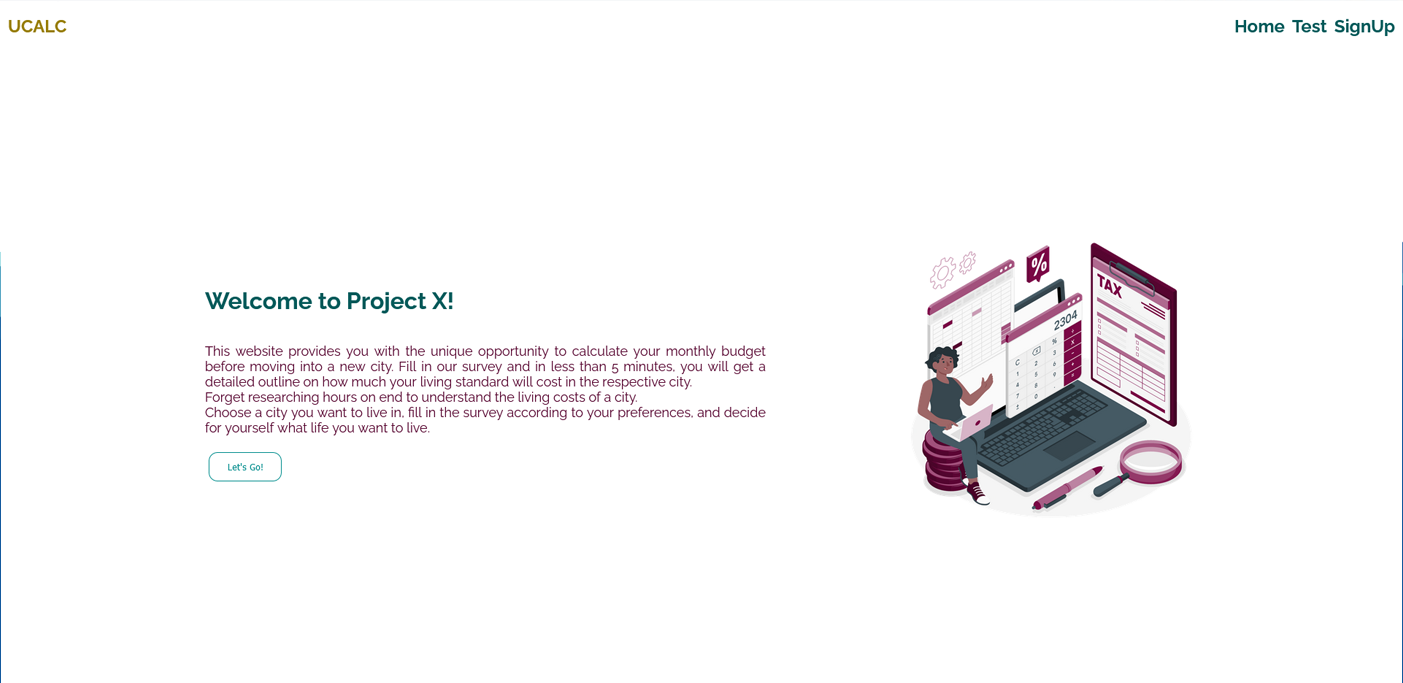 UCALC
Home Test SignUp
Welcome to Project X!
This website provides you with the unique opportunity to calculate your monthly budget
before moving into a new city. Fill in our survey and in less than 5 minutes, you will get a
detailed outline on how much your living standard will cost in the respective city.
Forget researching hours on end to understand the living costs of a city.
Choose a city you want to live in, fill in the survey according to your preferences, and decide
for yourself what life you want to live.
Let's Go!
%
TAX
2304